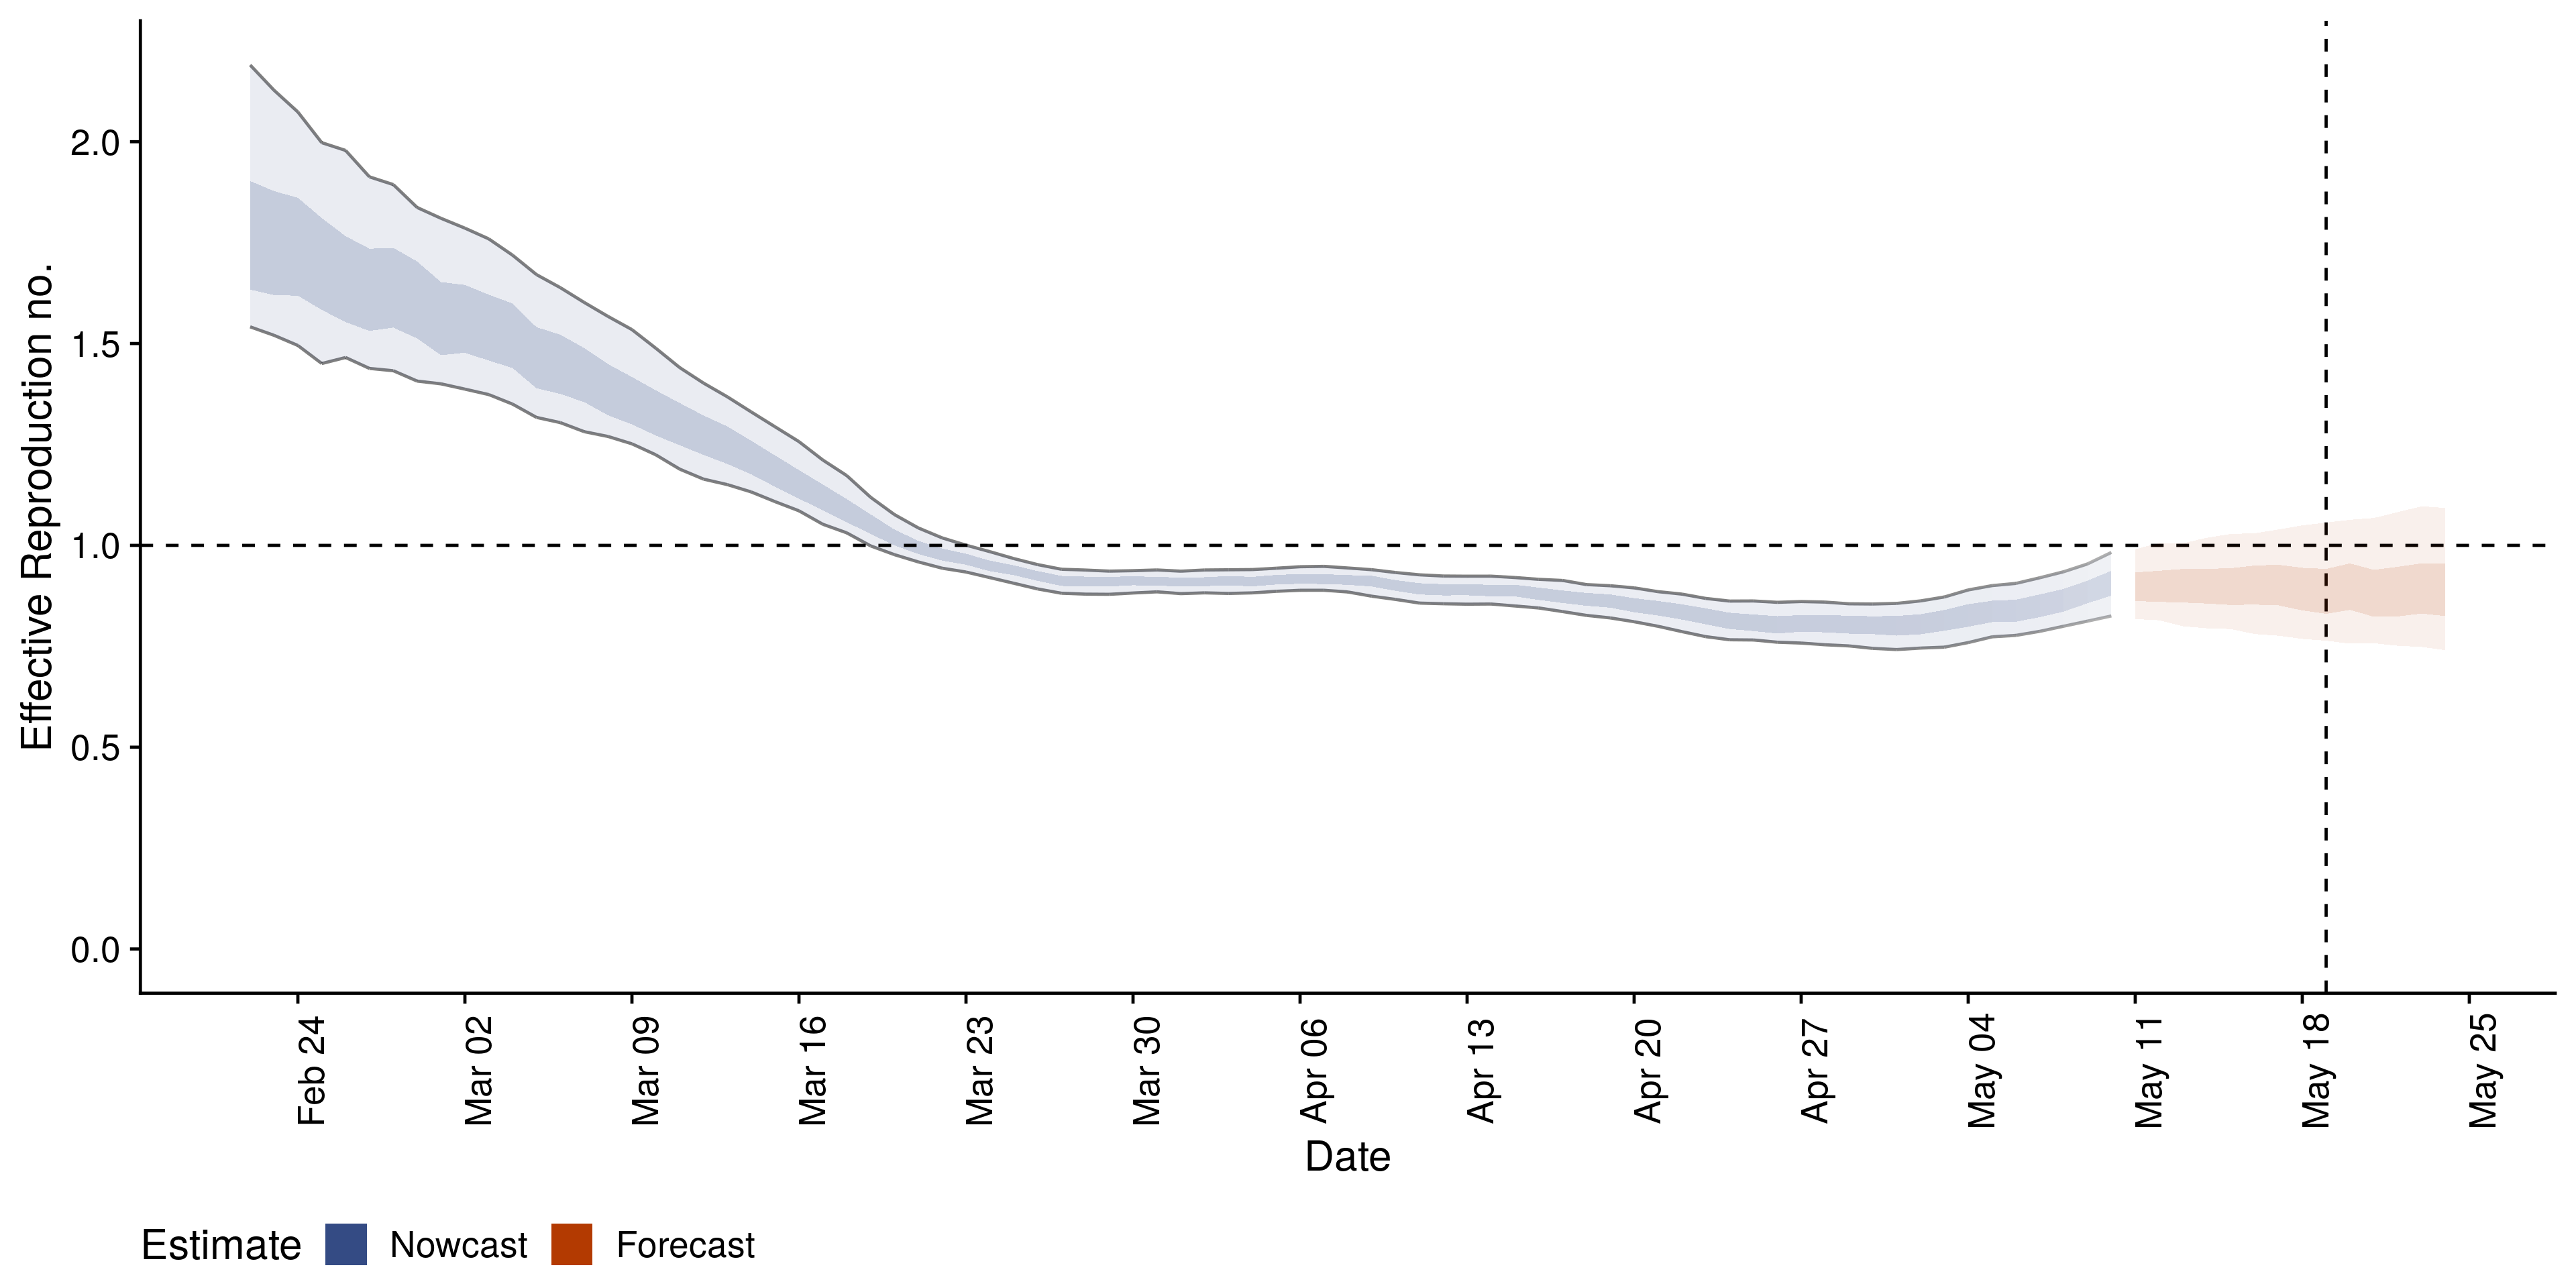 Effective Reproduction no.
2.0
1.5
1.0
0.5
0.0
Feb 24
Mar 02
Mar 09
Mar 16
Mar 23
Mar 30
Apr 06
Apr 13
Apr 20
Apr 27
May 04
May 11
May 18
May 25
Date
Estimate Nowcast Forecast